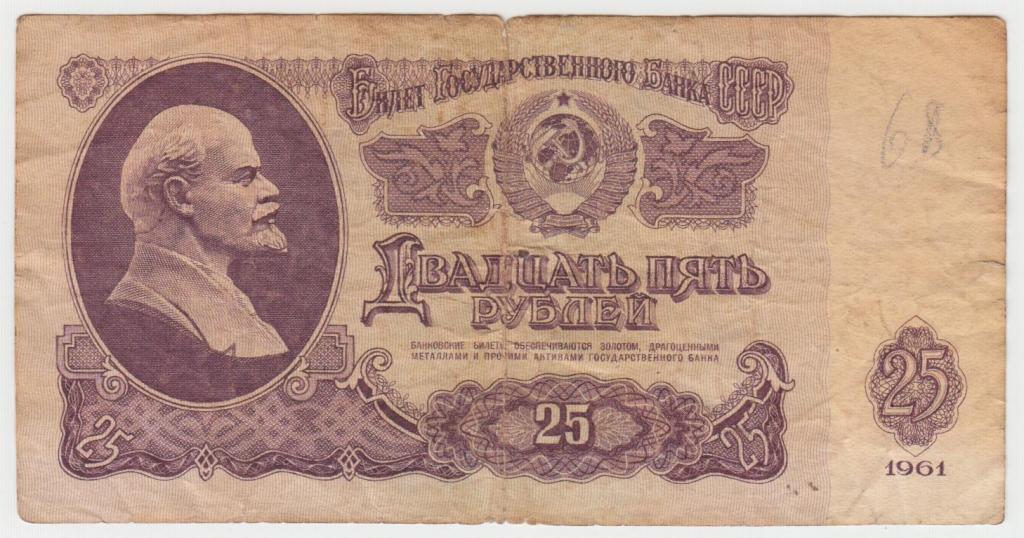 Билет Государственного Банка СССР
68
Двадцать пять
рублей
БАНКОВСКИЕ БИЛЕТЫ ОБЕСПЕЧИВАЮТСЯ ЗОЛОТОМ, ДРАГОЦЕННЫМИ
МЕТАЛЛАМИ И ПРОЧИМИ АКТИВАМИ ГОСУДАРСТВЕННОГО БАНКА
25
25
25
25
1961